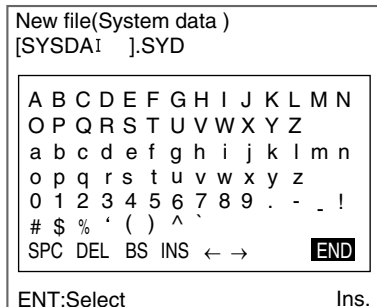 New file(System data )
[SYSDAI ].SYD
A B C D E F G H I J K L M N
O P Q R S T U V W X Y Z
a b c d e f g h i j k l m n
o p q r s t u v w x y z
0 1 2 3 4 5 6 7 8 9 . - _ !
# $ % ‘ ( ) ^ `
SPC DEL BS INS ← → END
ENT:Select Ins.